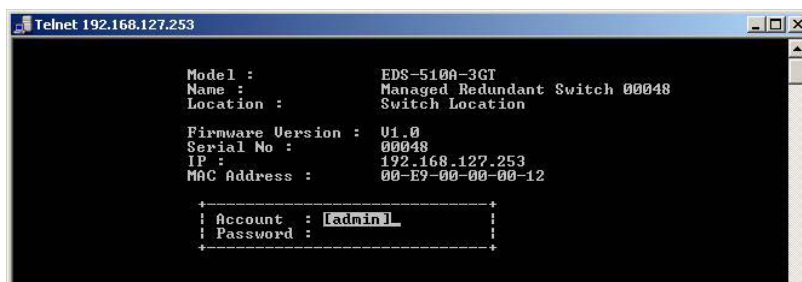 Telnet 192.168.127.253
Model : EDS-510A-3GT
Name : Managed Redundant Switch 00048
Location : Switch Location
Firmware Version : V1.0
Serial No : 00048
IP : 192.168.127.253
MAC Address : 00-E9-00-00-00-12
Account : [admin]
Password :